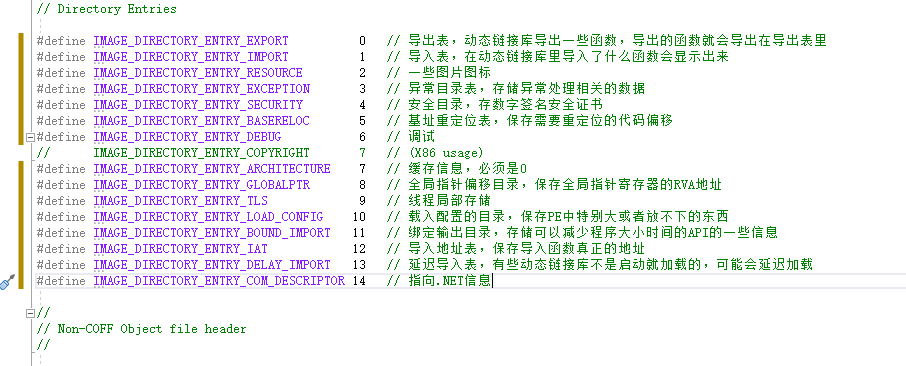 // Directory Entries
#define IMAGE_DIRECTORY_ENTRY_EXPORT 0 // 导出表，动态链接库导出一些函数，导出的函数就会导出在导出表里
#define IMAGE_DIRECTORY_ENTRY_IMPORT 1 // 导入表，在动态链接库里导入了什么函数会显示出来
#define IMAGE_DIRECTORY_ENTRY_RESOURCE 2 // 一些图片图标
#define IMAGE_DIRECTORY_ENTRY_EXCEPTION 3 // 异常目录表，存储异常处理相关的数据
#define IMAGE_DIRECTORY_ENTRY_SECURITY 4 // 安全目录，存数字签名安全证书
#define IMAGE_DIRECTORY_ENTRY_BASERELOC 5 // 基址重定位表，保存需要重定位的代码偏移
#define IMAGE_DIRECTORY_ENTRY_DEBUG 6 // 调试
// IMAGE_DIRECTORY_ENTRY_COPYRIGHT 7 // (X86 usage)
#define IMAGE_DIRECTORY_ENTRY_ARCHITECTURE 7 // 缓存信息，必须是0
#define IMAGE_DIRECTORY_ENTRY_GLOBALPTR 8 // 全局指针偏移目录，保存全局指针寄存器的RVA地址
#define IMAGE_DIRECTORY_ENTRY_TLS 9 // 线程局部存储
#define IMAGE_DIRECTORY_ENTRY_LOAD_CONFIG 10 // 载入配置的目录，保存PE中特别大或者放不下的东西
#define IMAGE_DIRECTORY_ENTRY_BOUND_IMPORT 11 // 绑定输出目录，存储可以减少程序大小时间的API的一些信息
#define IMAGE_DIRECTORY_ENTRY_IAT 12 // 导入地址表，保存导入函数真正的地址
#define IMAGE_DIRECTORY_ENTRY_DELAY_IMPORT 13 // 延迟导入表，有些动态链接库不是启动就加载的，可能会延迟加载
#define IMAGE_DIRECTORY_ENTRY_COM_DESCRIPTOR 14 // 指向.NET信息
//
// Non-COFF Object file header
//